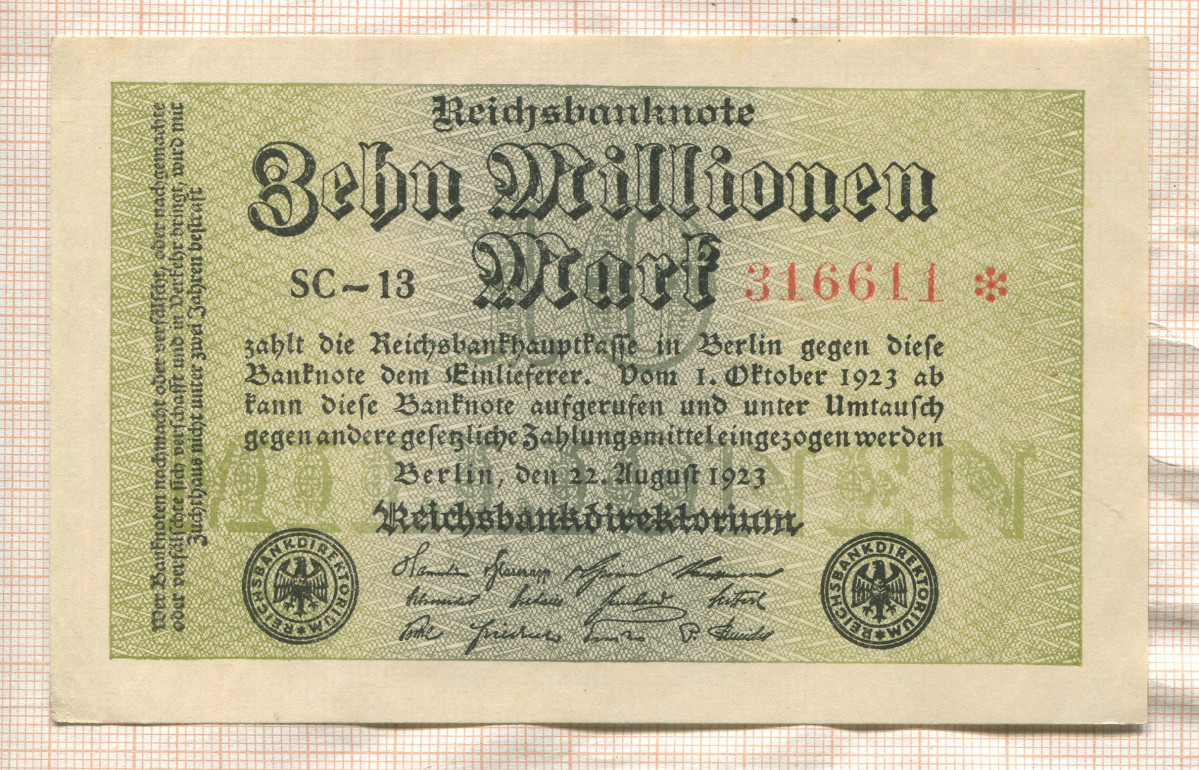 Reichsbanknote
Zehn Millionen
Mark
SC-13
316611 *
zahlt die Reichsbankhauptkasse in Berlin gegen diese
Banknote dem Einlieferer. Vom 1. Oktober 1923 ab
kann diese Banknote aufgerufen und unter Umtausch
gegen andere gesetzliche Zahlungsmittel eingezogen werden
Berlin, den 22. August 1923
Reichsbankdirektorium
REICHSBANKDIREKTORIUM
REICHSBANKDIREKTORIUM
Wer Banknoten nachmacht oder verfälscht, oder nachgemachte
oder verfälschte sich verschafft und in Verkehr bringt, wird mit
Zuchthaus nicht unter zwei Jahren bestraft
10
MILLIONEN